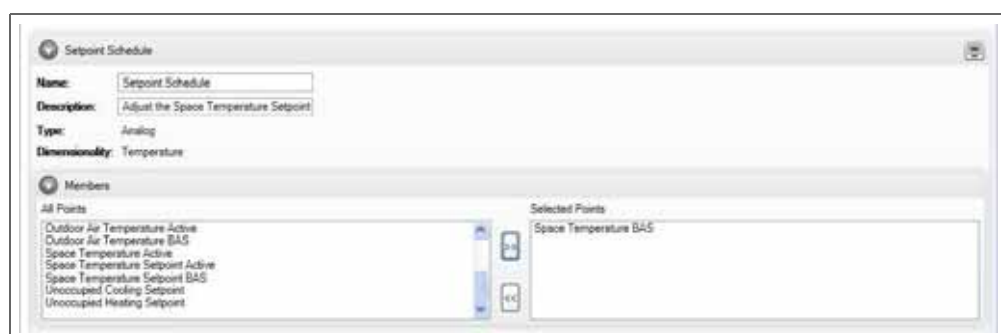 Setpoint Schedule
Name: Setpoint Schedule
Description: Adjust the Space Temperature Setpoint
Type: Analog
Dimensionality: Temperature
Members
All Points
Selected Points
Outdoor Air Temperature Active
Outdoor Air Temperature BAS
Space Temperature Active
Space Temperature Setpoint Active
Space Temperature Setpoint BAS
Unoccupied Cooling Setpoint
Unoccupied Heating Setpoint
>>
<<
Space Temperature BAS